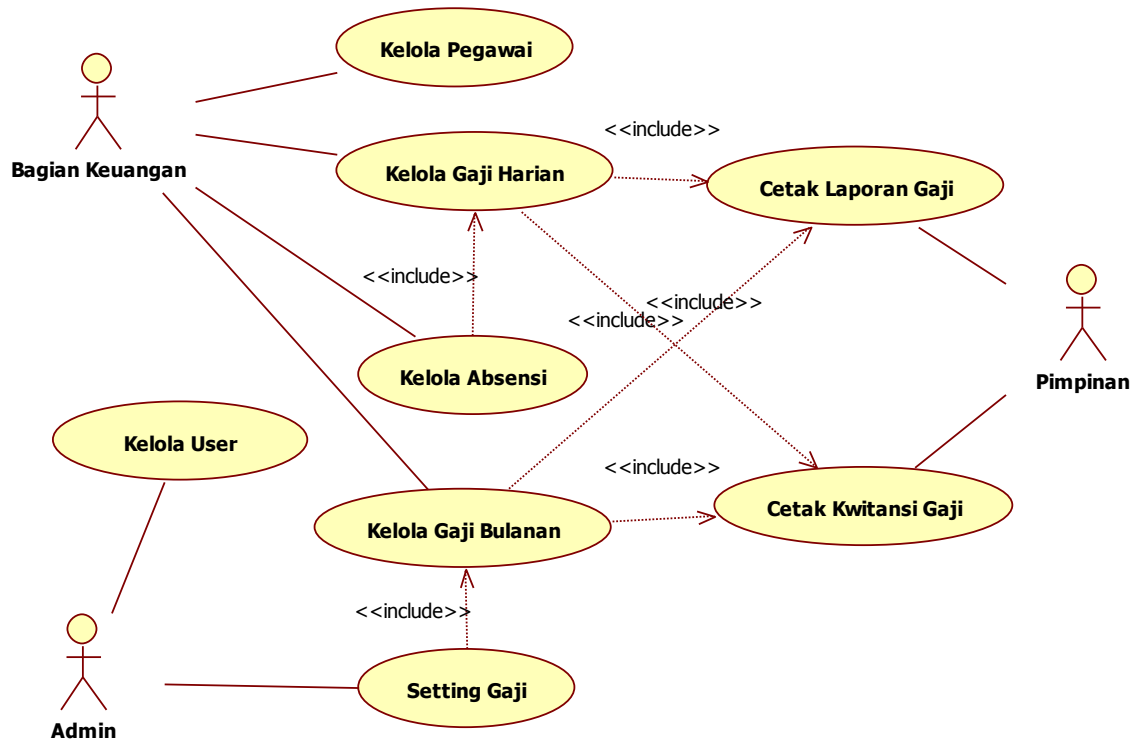 Kelola Pegawai
<<include>>
Bagian Keuangan
Kelola Gaji Harian
Cetak Laporan Gaji
<<include>>
<<include>>
<<include>>
Kelola Absensi
Pimpinan
Kelola User
<<include>>
Kelola Gaji Bulanan
Cetak Kwitansi Gaji
<<include>>
Setting Gaji
Admin